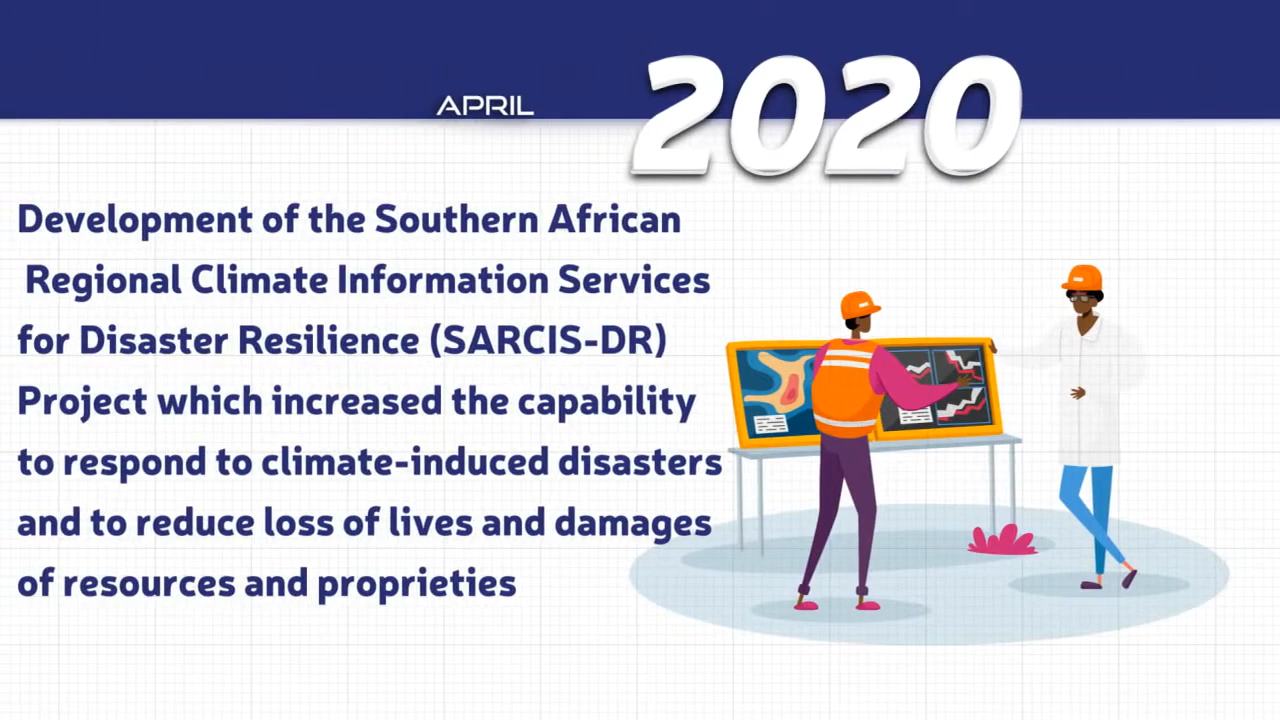 APRIL 2020
Development of the Southern African
Regional Climate Information Services
for Disaster Resilience (SARCIS-DR)
Project which increased the capability
to respond to climate-induced disasters
and to reduce loss of lives and damages
of resources and proprieties